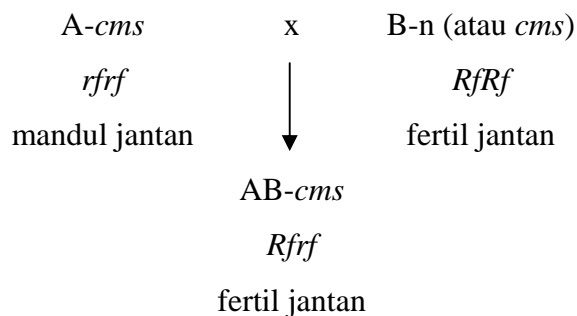 A-cms x B-n (atau cms)
rfrf RfRf
mandul jantan fertil jantan
AB-cms
Rfrf
fertil jantan